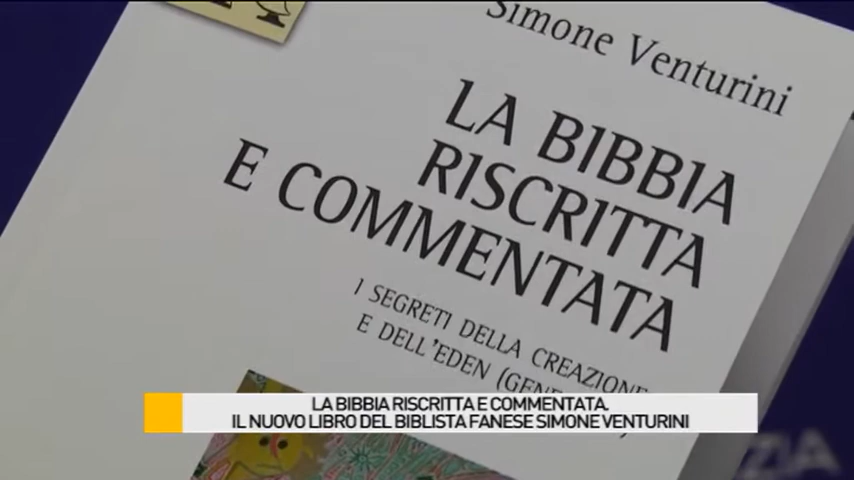 Simone Venturini
LA BIBBIA
RISCRITTA
E COMMENTATA
I SEGRETI DELLA CREAZIONE
E DELL'EDEN
LA BIBBIA RISCRITTA E COMMENTATA.
IL NUOVO LIBRO DEL BIBLISTA FANESE SIMONE VENTURINI